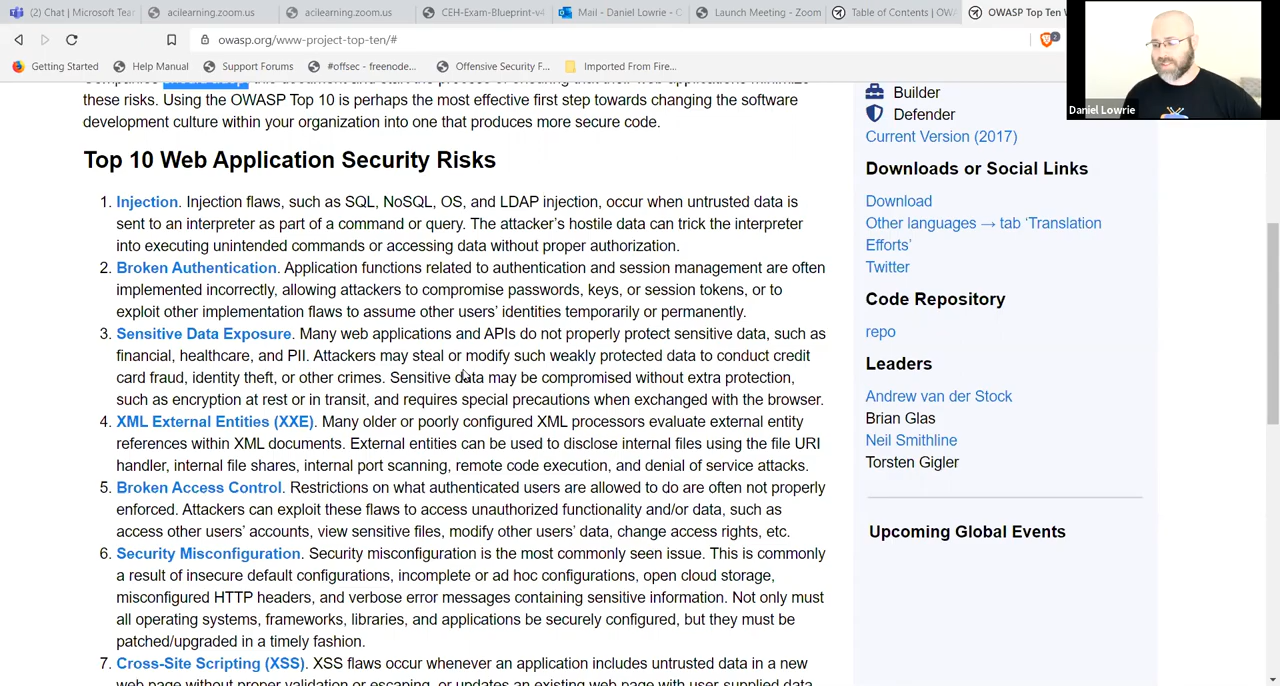 (2) Chat | Microsoft Team
acilearning.zoom.us
acilearning.zoom.us
CEH-Exam-Blueprint-v4
Mail - Daniel Lowrie - C
Launch Meeting - Zoom
Table of Contents | OW
OWASP Top Ten
owasp.org/www-project-top-ten/#
2
Getting Started
Help Manual
Support Forums
#offsec - freenode...
Offensive Security F...
Imported From Fire...
Daniel Lowrie
these risks. Using the OWASP Top 10 is perhaps the most effective first step towards changing the software
development culture within your organization into one that produces more secure code.
Top 10 Web Application Security Risks
1. Injection. Injection flaws, such as SQL, NoSQL, OS, and LDAP injection, occur when untrusted data is
sent to an interpreter as part of a command or query. The attacker's hostile data can trick the interpreter
into executing unintended commands or accessing data without proper authorization.
2. Broken Authentication. Application functions related to authentication and session management are often
implemented incorrectly, allowing attackers to compromise passwords, keys, or session tokens, or to
exploit other implementation flaws to assume other users' identities temporarily or permanently.
3. Sensitive Data Exposure. Many web applications and APIs do not properly protect sensitive data, such as
financial, healthcare, and PII. Attackers may steal or modify such weakly protected data to conduct credit
card fraud, identity theft, or other crimes. Sensitive data may be compromised without extra protection,
such as encryption at rest or in transit, and requires special precautions when exchanged with the browser.
4. XML External Entities (XXE). Many older or poorly configured XML processors evaluate external entity
references within XML documents. External entities can be used to disclose internal files using the file URI
handler, internal file shares, internal port scanning, remote code execution, and denial of service attacks.
5. Broken Access Control. Restrictions on what authenticated users are allowed to do are often not properly
enforced. Attackers can exploit these flaws to access unauthorized functionality and/or data, such as
access other users' accounts, view sensitive files, modify other users' data, change access rights, etc.
6. Security Misconfiguration. Security misconfiguration is the most commonly seen issue. This is commonly
a result of insecure default configurations, incomplete or ad hoc configurations, open cloud storage,
misconfigured HTTP headers, and verbose error messages containing sensitive information. Not only must
all operating systems, frameworks, libraries, and applications be securely configured, but they must be
patched/upgraded in a timely fashion.
7. Cross-Site Scripting (XSS). XSS flaws occur whenever an application includes untrusted data in a new
web page without proper validation or escaping, or updates an existing web page with user-supplied data
Builder
Defender
Current Version (2017)
Downloads or Social Links
Download
Other languages → tab 'Translation
Efforts'
Twitter
Code Repository
repo
Leaders
Andrew van der Stock
Brian Glas
Neil Smithline
Torsten Gigler
Upcoming Global Events